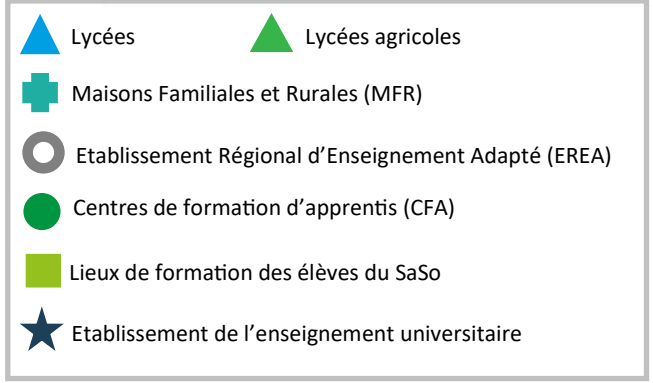 Lycées Lycées agricoles
Maisons Familiales et Rurales (MFR)
Etablissement Régional d’Enseignement Adapté (EREA)
Centres de formation d’apprentis (CFA)
Lieux de formation des élèves du SaSo
Etablissement de l’enseignement universitaire